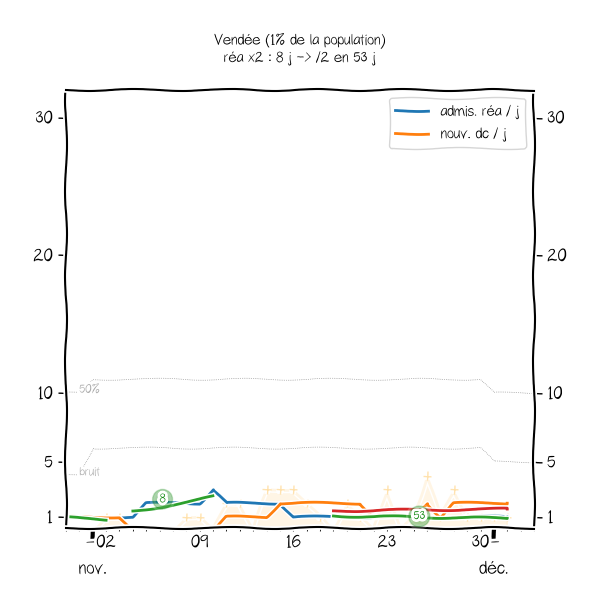 Vendée (1% de la population)
réa x2 : 8 j -> /2 en 53 j
admis. réa / j
nouv. dc / j
30
30
20
20
10
10
50%
5
5
bruit
8
53
1
1
02
09
16
23
30
nov.
déc.